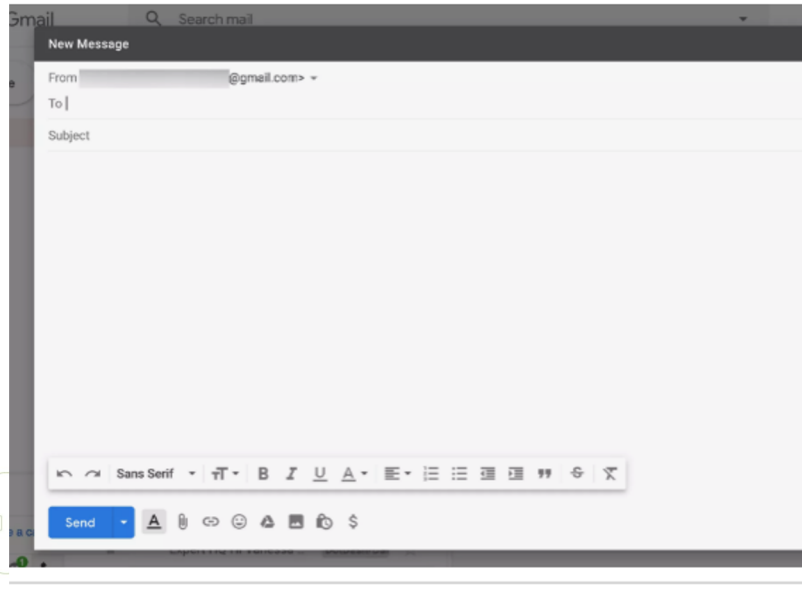 Gmail Search mail
New Message
From @gmail.com>
To
Subject
Sans Serif
Send